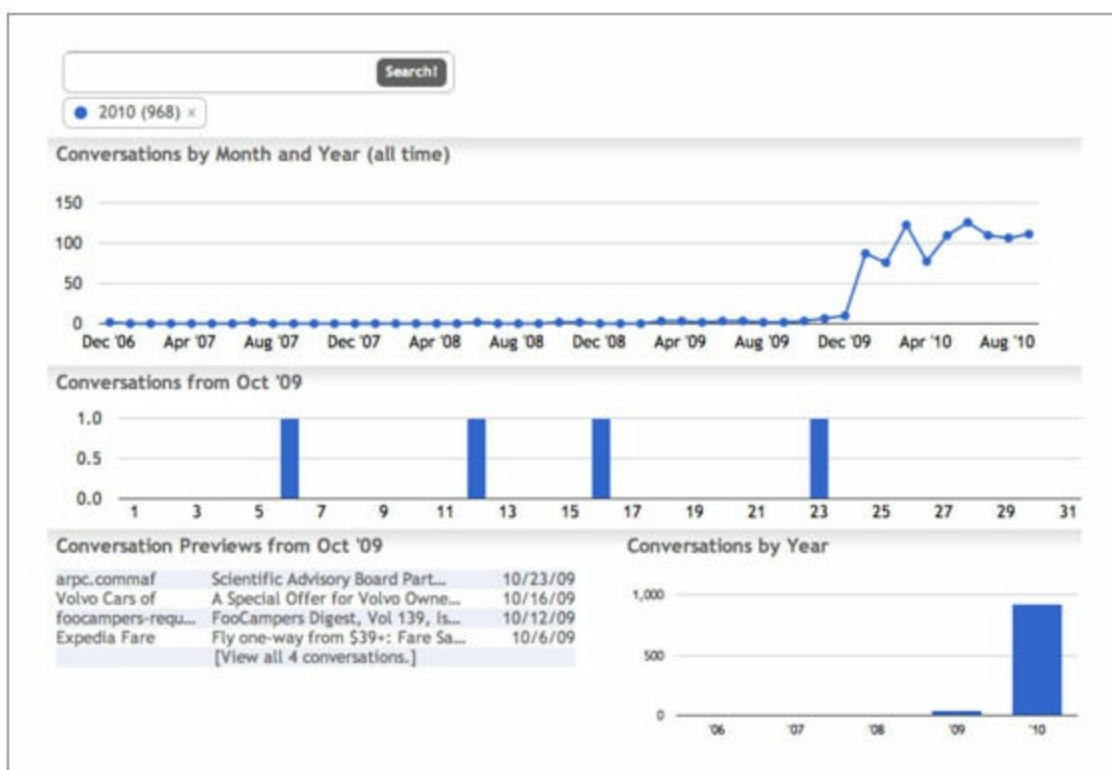 Search!
2010 (968) ×
Conversations by Month and Year (all time)
150
100
50
0
Dec '06 Apr '07 Aug '07 Dec '07 Apr '08 Aug '08 Dec '08 Apr '09 Aug '09 Dec '09 Apr '10 Aug '10
Conversations from Oct '09
1.0
0.5
0.0
1 3 5 7 9 11 13 15 17 19 21 23 25 27 29 31
Conversation Previews from Oct '09
arpc.commaf Scientific Advisory Board Part... 10/23/09
Volvo Cars of A Special Offer for Volvo Owne... 10/16/09
foocampers-requ... FooCampers Digest, Vol 139, Is... 10/12/09
Expedia Fare Fly one-way from $39+: Fare Sa... 10/6/09
[View all 4 conversations.]
Conversations by Year
1,000
500
0
'06 '07 '08 '09 '10